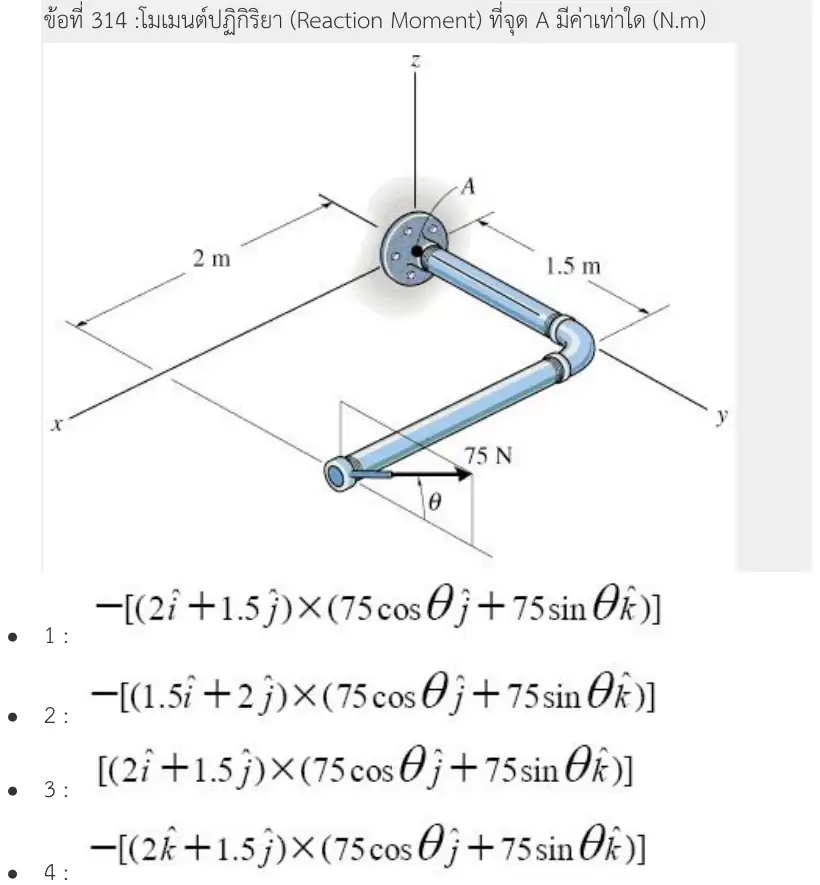 ข้อที่ 314 :โมเมนต์ปฏิกิริยา (Reaction Moment) ที่จุด A มีค่าเท่าใด (N.m)
z
A
2 m
1.5 m
x
y
75 N
θ
• 1 : −[(2î+1.5ĵ)×(75cosθĵ+75sinθk̂)]
• 2 : −[(1.5î+2ĵ)×(75cosθĵ+75sinθk̂)]
• 3 : [(2î+1.5ĵ)×(75cosθĵ+75sinθk̂)]
• 4 : −[(2k̂+1.5ĵ)×(75cosθĵ+75sinθk̂)]